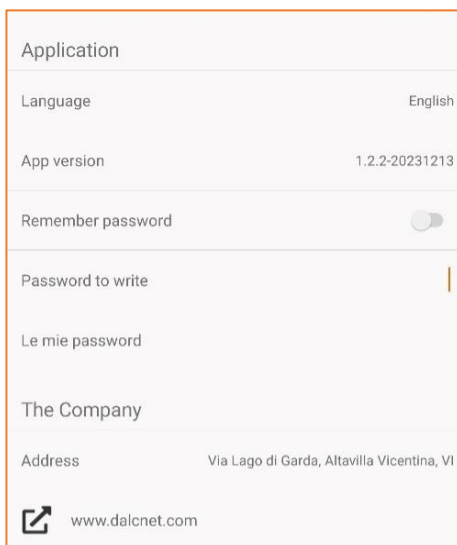 Application
Language English
App version 1.2.2-20231213
Remember password
Password to write
Le mie password
The Company
Address Via Lago di Garda, Altavilla Vicentina, VI
www.dalcnet.com